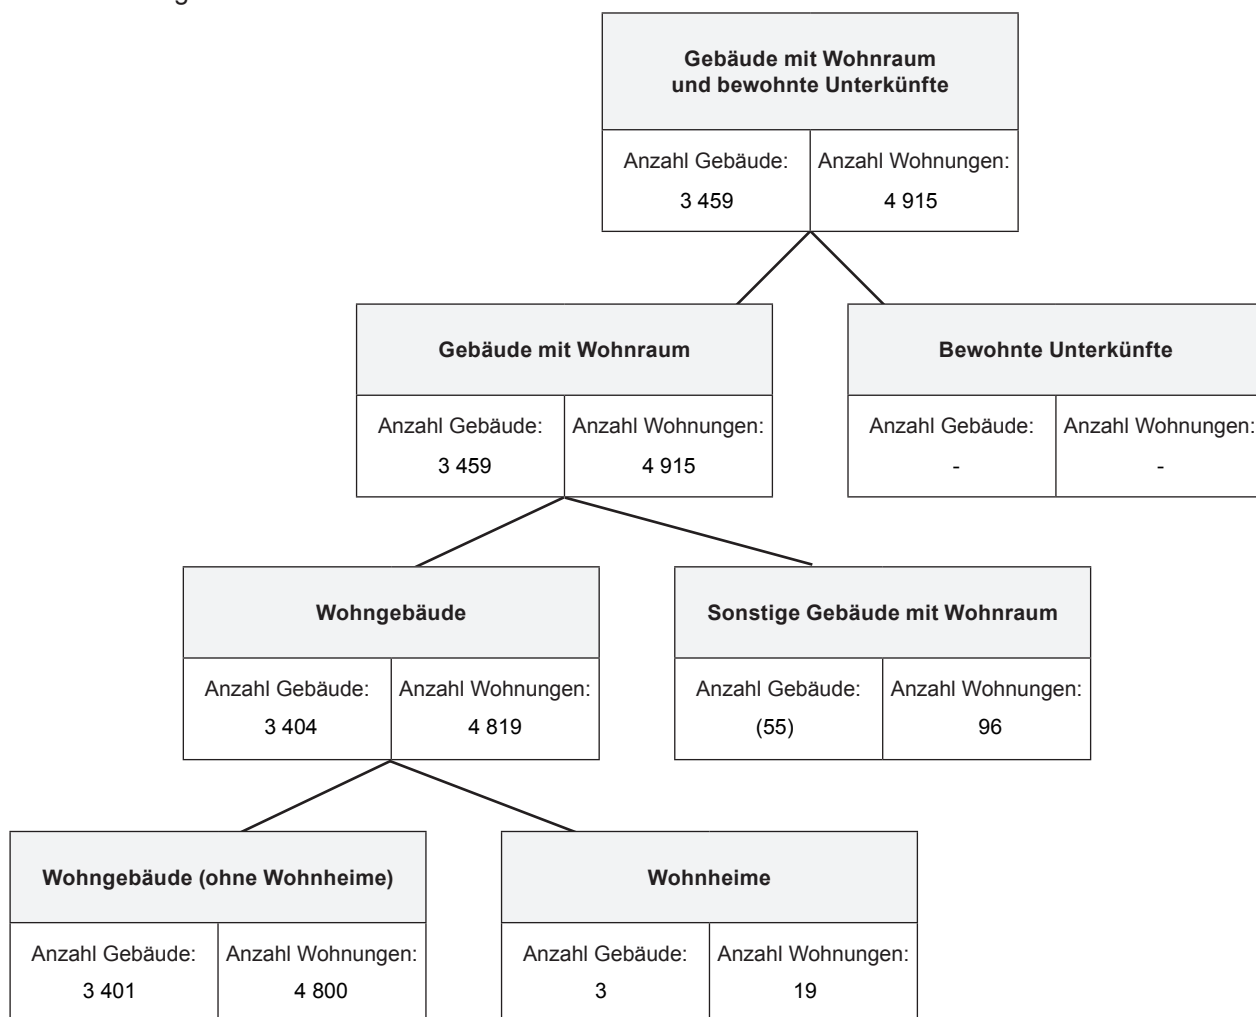 Gebäude mit Wohnraum
und bewohnte Unterkünfte
Anzahl Gebäude: Anzahl Wohnungen:
3 459 4 915
Gebäude mit Wohnraum Bewohnte Unterkünfte
Anzahl Gebäude: Anzahl Wohnungen: Anzahl Gebäude: Anzahl Wohnungen:
3 459 4 915 - -
Wohngebäude Sonstige Gebäude mit Wohnraum
Anzahl Gebäude: Anzahl Wohnungen: Anzahl Gebäude: Anzahl Wohnungen:
3 404 4 819 (55) 96
Wohngebäude (ohne Wohnheime) Wohnheime
Anzahl Gebäude: Anzahl Wohnungen: Anzahl Gebäude: Anzahl Wohnungen:
3 401 4 800 3 19